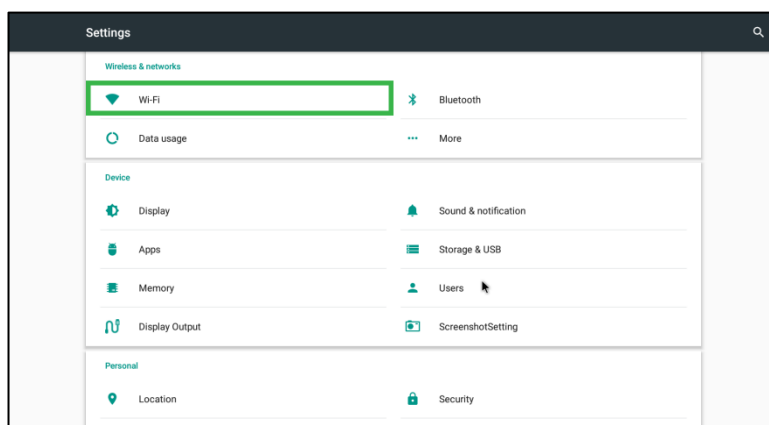 Settings
Wireless & networks
Wi-Fi
Bluetooth
Data usage
More
Device
Display
Sound & notification
Apps
Storage & USB
Memory
Users
Display Output
ScreenshotSetting
Personal
Location
Security